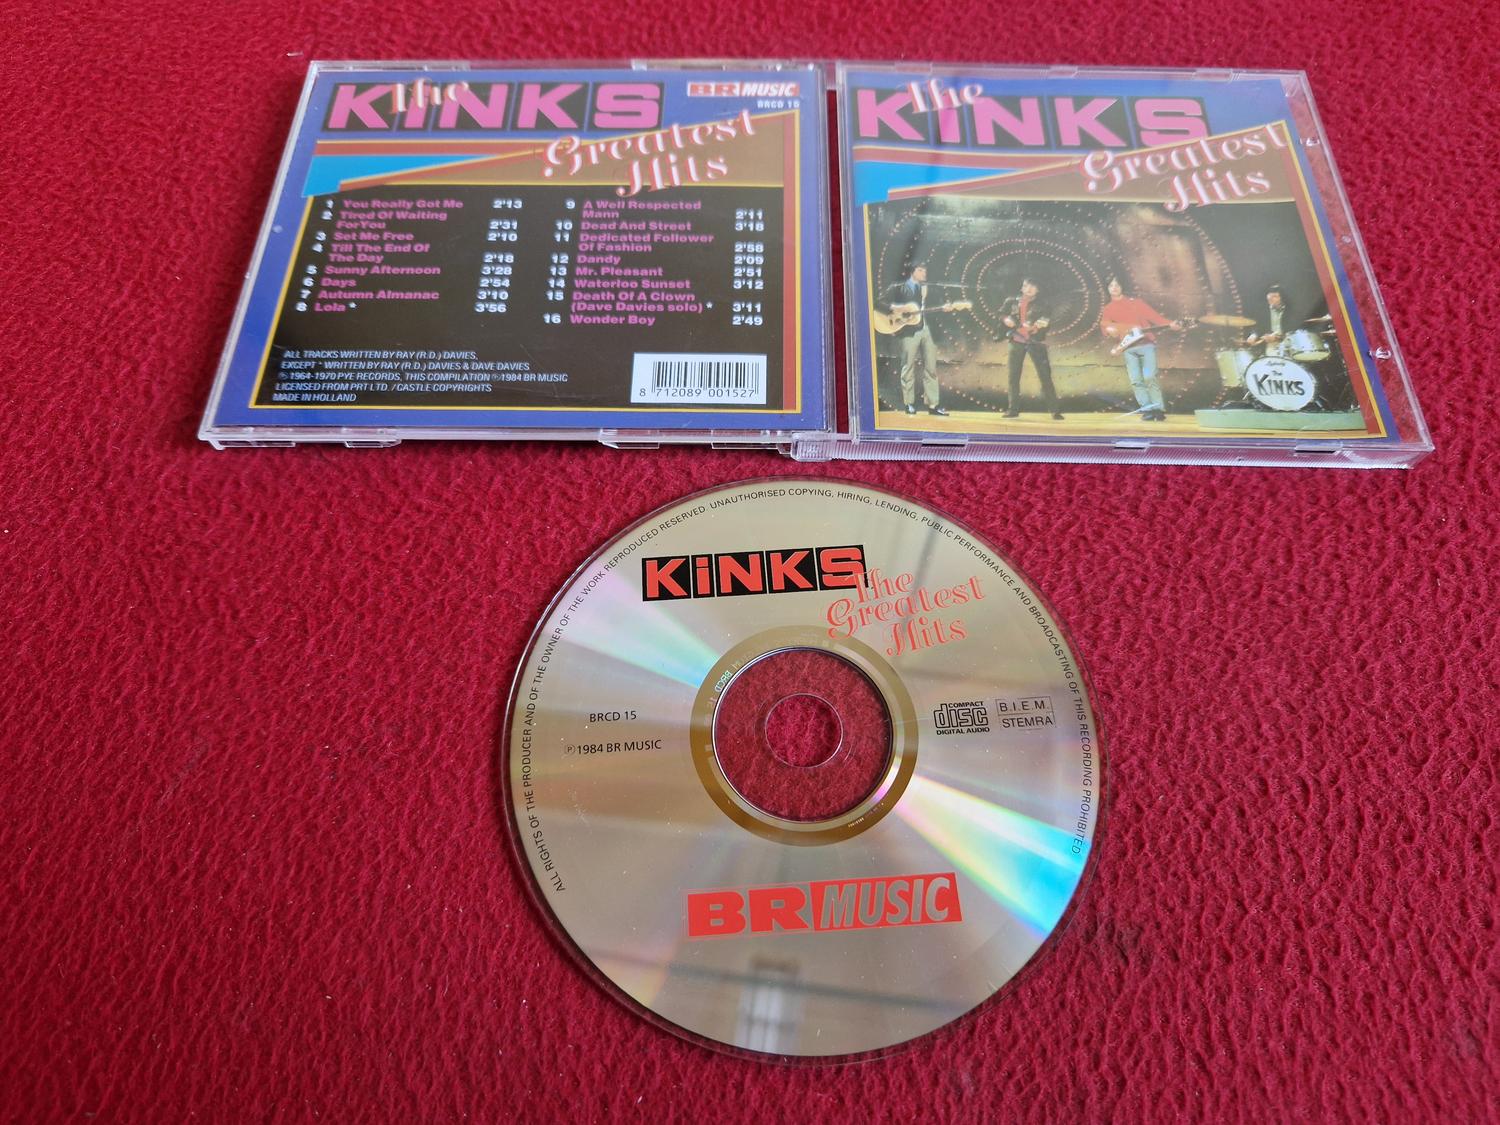 The
KiNKS
Greatest
Hits
BR MUSIC
BRCD 15
1 You Really Got Me 2'13
2 Tired Of Waiting
ForYou 2'31
3 Set Me Free 2'10
4 Till The End Of
The Day 2'18
5 Sunny Afternoon 3'28
6 Days 2'54
7 Autumn Almanac 3'10
8 Lola * 3'56
9 A Well Respected
Mann 2'11
10 Dead And Street 3'18
11 Dedicated Follower
Of Fashion 2'58
12 Dandy 2'09
13 Mr. Pleasant 2'51
14 Waterloo Sunset 3'12
15 Death Of A Clown
(Dave Davies solo) * 3'11
16 Wonder Boy 2'49
ALL TRACKS WRITTEN BY RAY (R.D.) DAVIES,
EXCEPT * WRITTEN BY RAY (R.D.) DAVIES & DAVE DAVIES
℗ 1964-1970 PYE RECORDS, THIS COMPILATION ℗ 1984 BR MUSIC
LICENSED FROM PRT LTD. / CASTLE COPYRIGHTS
MADE IN HOLLAND
8 712089 001527
The
KiNKS
Greatest
Hits
The
KiNKS
ALL RIGHTS OF THE PRODUCER AND OF THE OWNER OF THE WORK REPRODUCED RESERVED. UNAUTHORISED COPYING, HIRING, LENDING, PUBLIC PERFORMANCE AND BROADCASTING OF THIS RECORDING PROHIBITED
KiNKS
The
Greatest
Hits
BRCD 15
℗1984 BR MUSIC
COMPACT
disc
DIGITAL AUDIO
B.I.E.M.
STEMRA
BR MUSIC